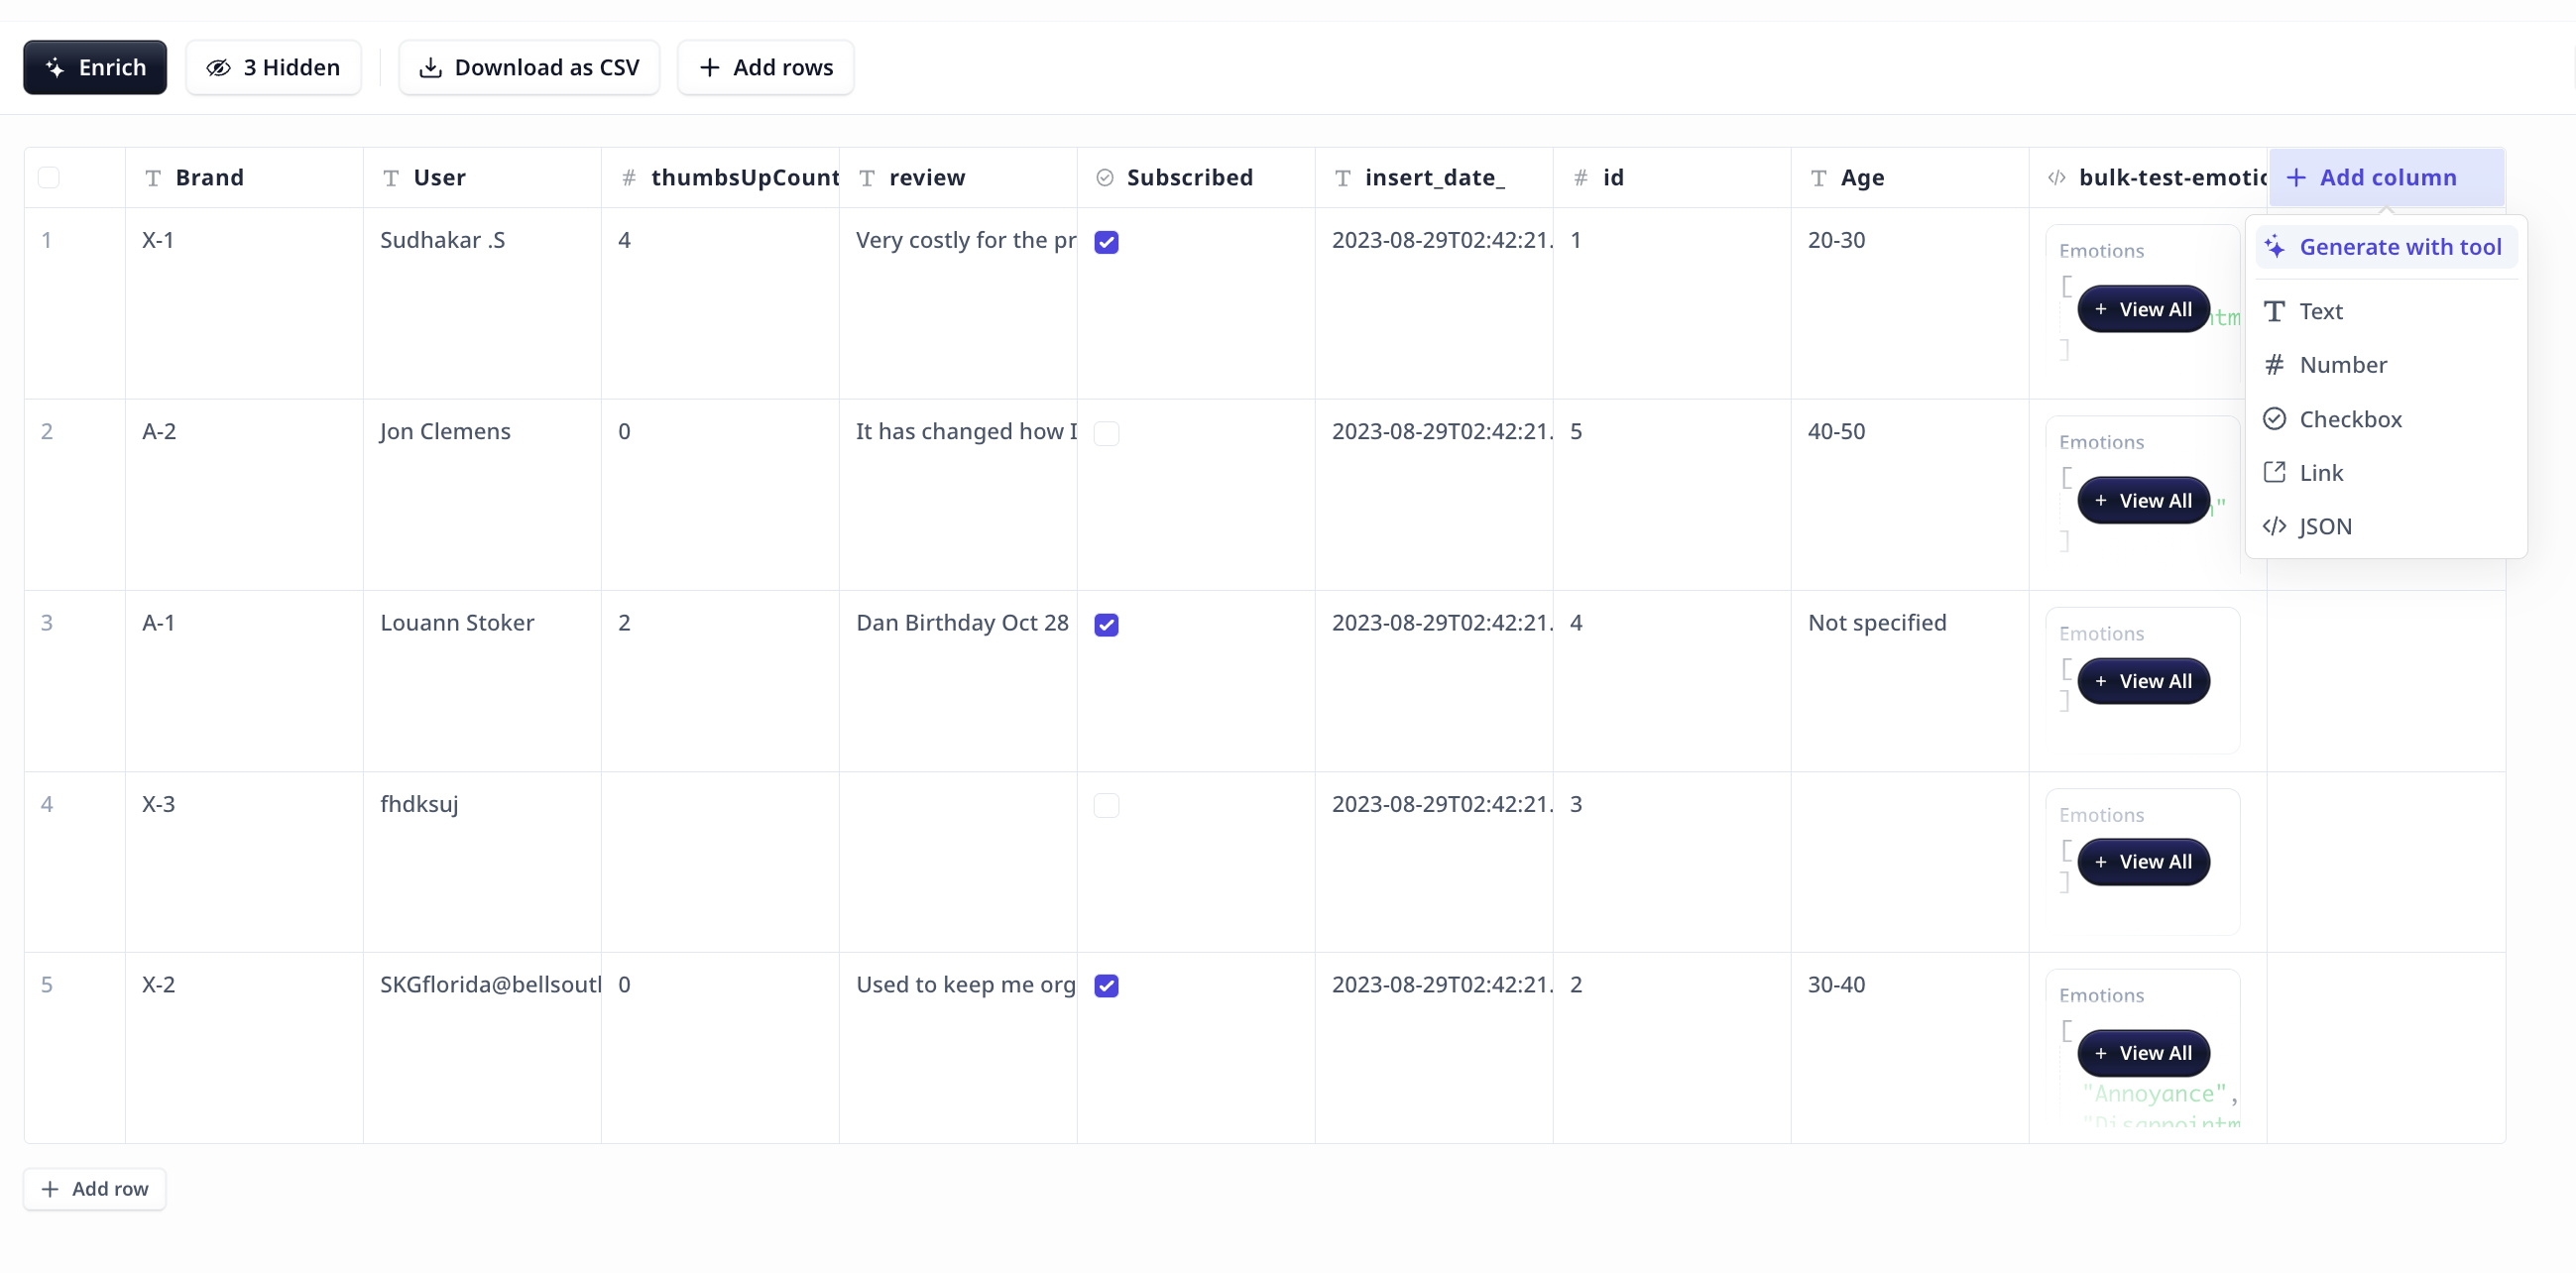 Enrich
3 Hidden
Download as CSV
Add rows
Brand User thumbsUpCount review Subscribed insert_date_ id Age bulk-test-emotic Add column
1 X-1 Sudhakar .S 4 Very costly for the pr 2023-08-29T02:42:21. 1 20-30
Emotions
[
View All
ntm
]
Generate with tool
Text
Number
Checkbox
Link
JSON
2 A-2 Jon Clemens 0 It has changed how I 2023-08-29T02:42:21. 5 40-50
Emotions
[
View All
"
]
3 A-1 Louann Stoker 2 Dan Birthday Oct 28 2023-08-29T02:42:21. 4 Not specified
Emotions
[
View All
]
4 X-3 fhdksuj 2023-08-29T02:42:21. 3
Emotions
[
View All
]
5 X-2 SKGflorida@bellsout 0 Used to keep me org 2023-08-29T02:42:21. 2 30-40
Emotions
[
View All
"Annoyance",
"Disappointm
Add row